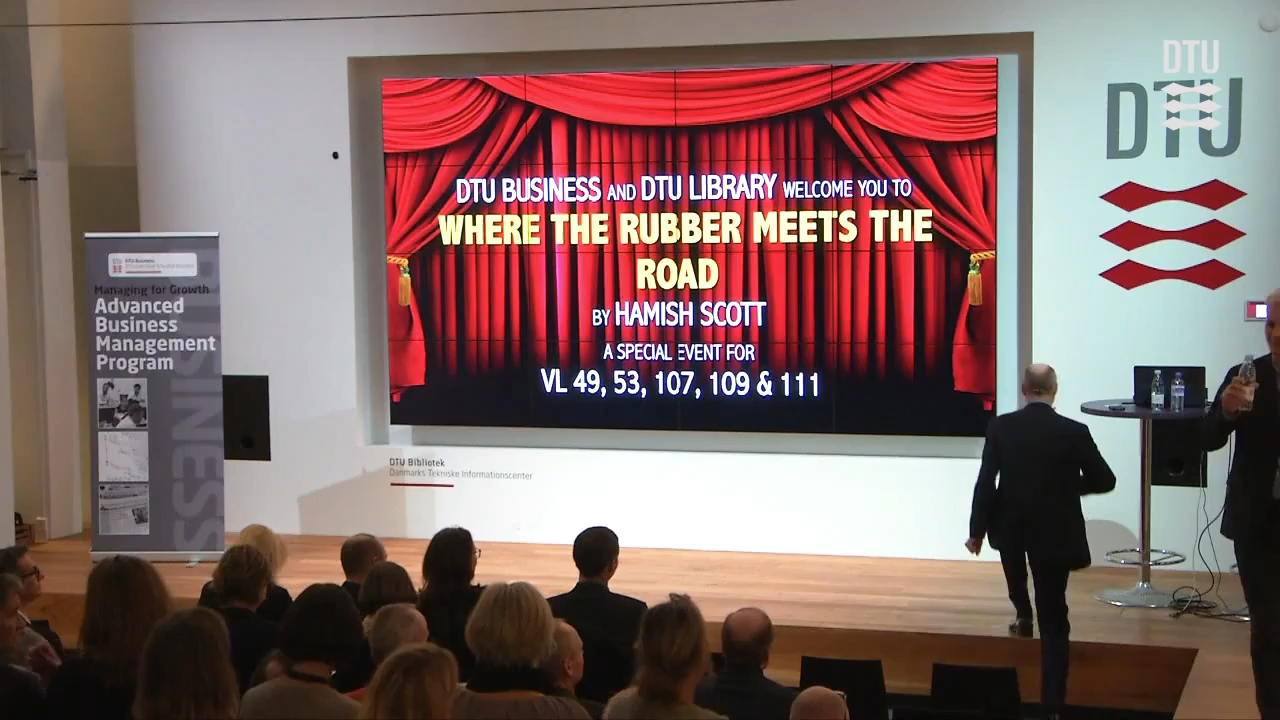 DTU
DTU
DTU BUSINESS AND DTU LIBRARY WELCOME YOU TO
WHERE THE RUBBER MEETS THE
ROAD
BY HAMISH SCOTT
A SPECIAL EVENT FOR
VL 49, 53, 107, 109 & 111
DTU Business
Managing for Growth
Advanced
Business
Management
Program
BUSINESS
DTU Bibliotek
Danmarks Tekniske Informationscenter